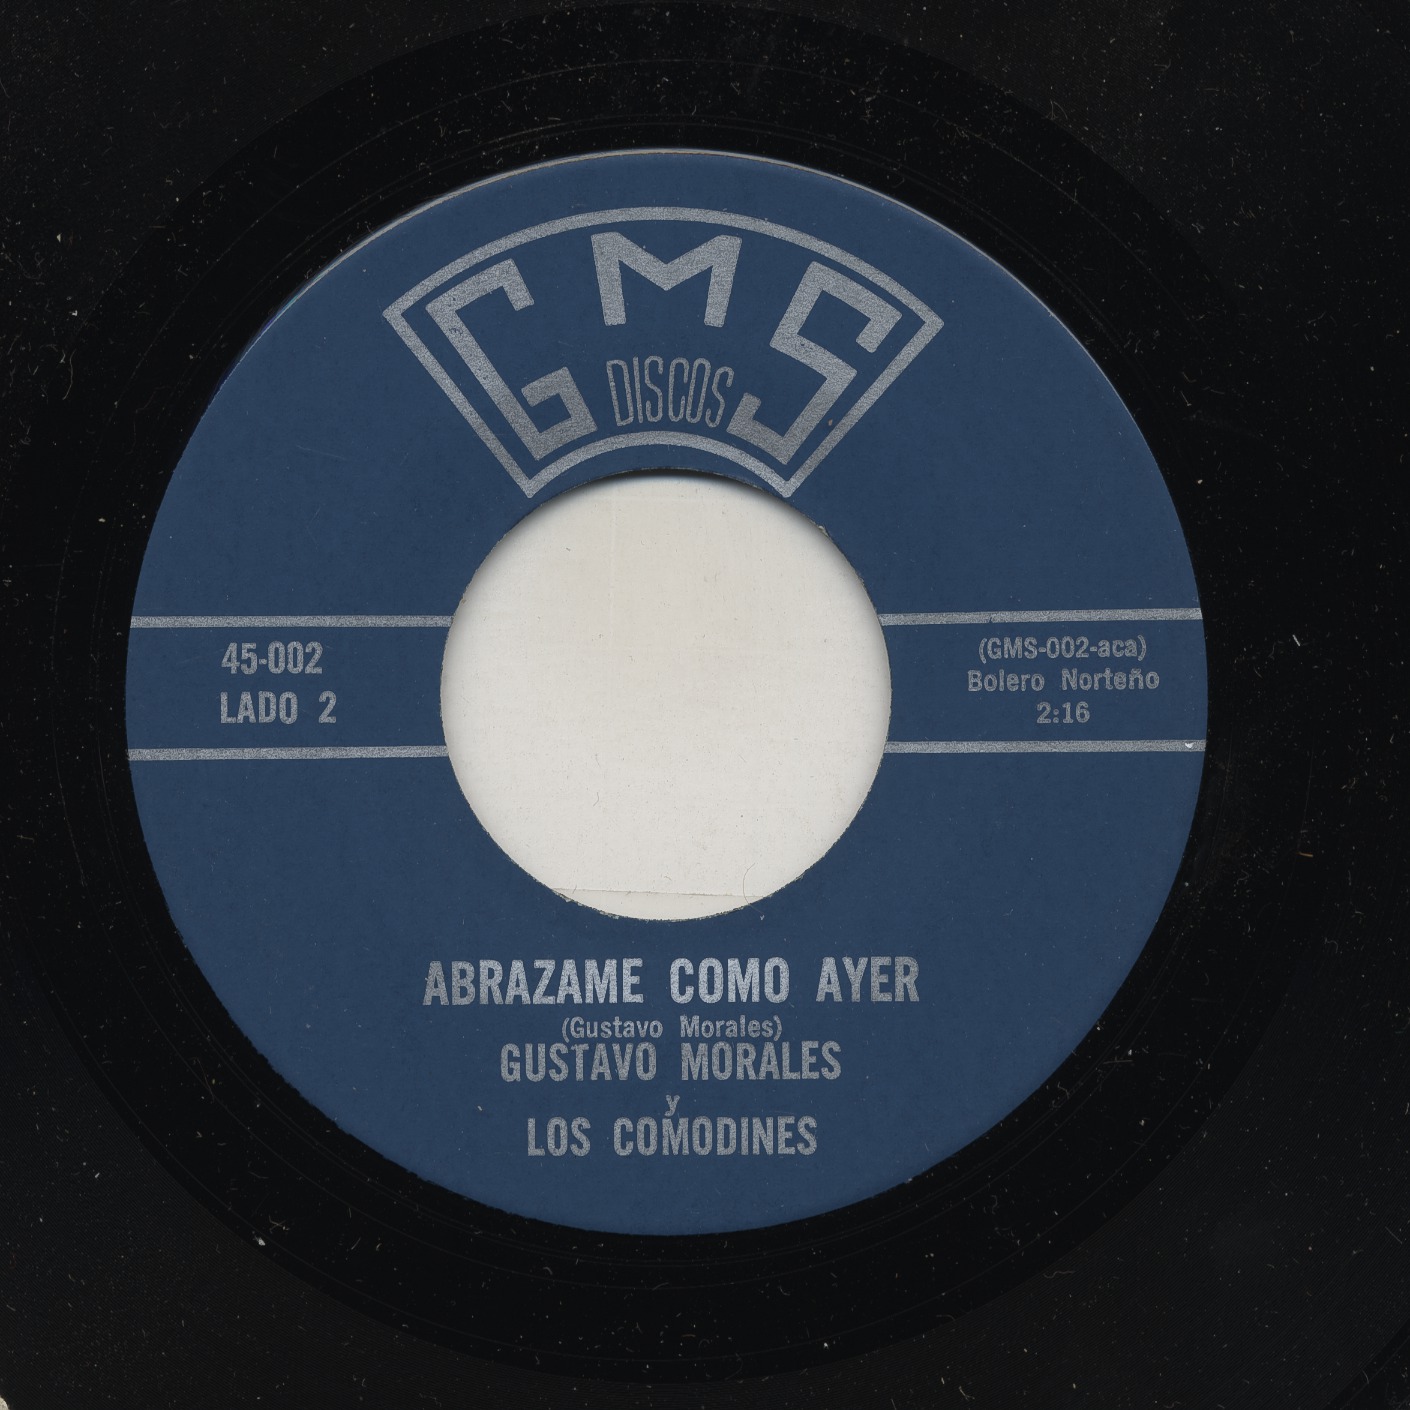 GMS
DISCOS
45-002
LADO 2
(GMS-002-aca)
Bolero Norteño
2:16
ABRAZAME COMO AYER
(Gustavo Morales)
GUSTAVO MORALES
y
LOS COMODINES